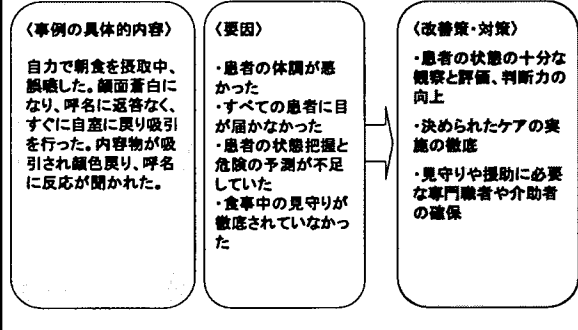 〈事例の具体的内容〉
自力で朝食を摂取中、
誤嚥した。顔面蒼白に
なり、呼名に返答なく、
すぐに自室に戻り吸引
を行った。内容物が吸
引され顔色戻り、呼名
に反応が聞かれた。
〈要因〉
・患者の体調が悪
かった
・すべての患者に目
が届かなかった
・患者の状態把握と
危険の予測が不足
していた
・食事中の見守りが
徹底されていなかっ
た
〈改善策・対策〉
・患者の状態の十分な
観察と評価、判断力の
向上
・決められたケアの実
施の徹底
・見守りや援助に必要
な専門職者や介助者
の確保